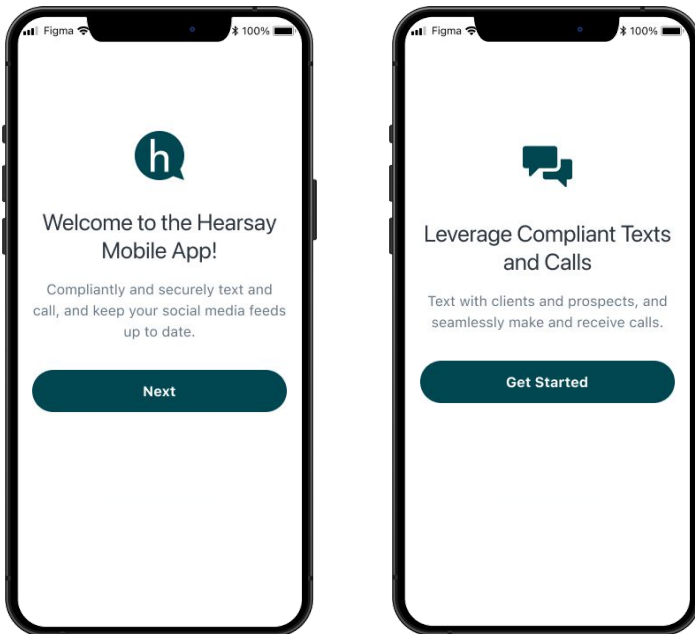 Figma 100%
h
Welcome to the Hearsay
Mobile App!
Compliantly and securely text and
call, and keep your social media feeds
up to date.
Next
Figma 100%
Leverage Compliant Texts
and Calls
Text with clients and prospects, and
seamlessly make and receive calls.
Get Started